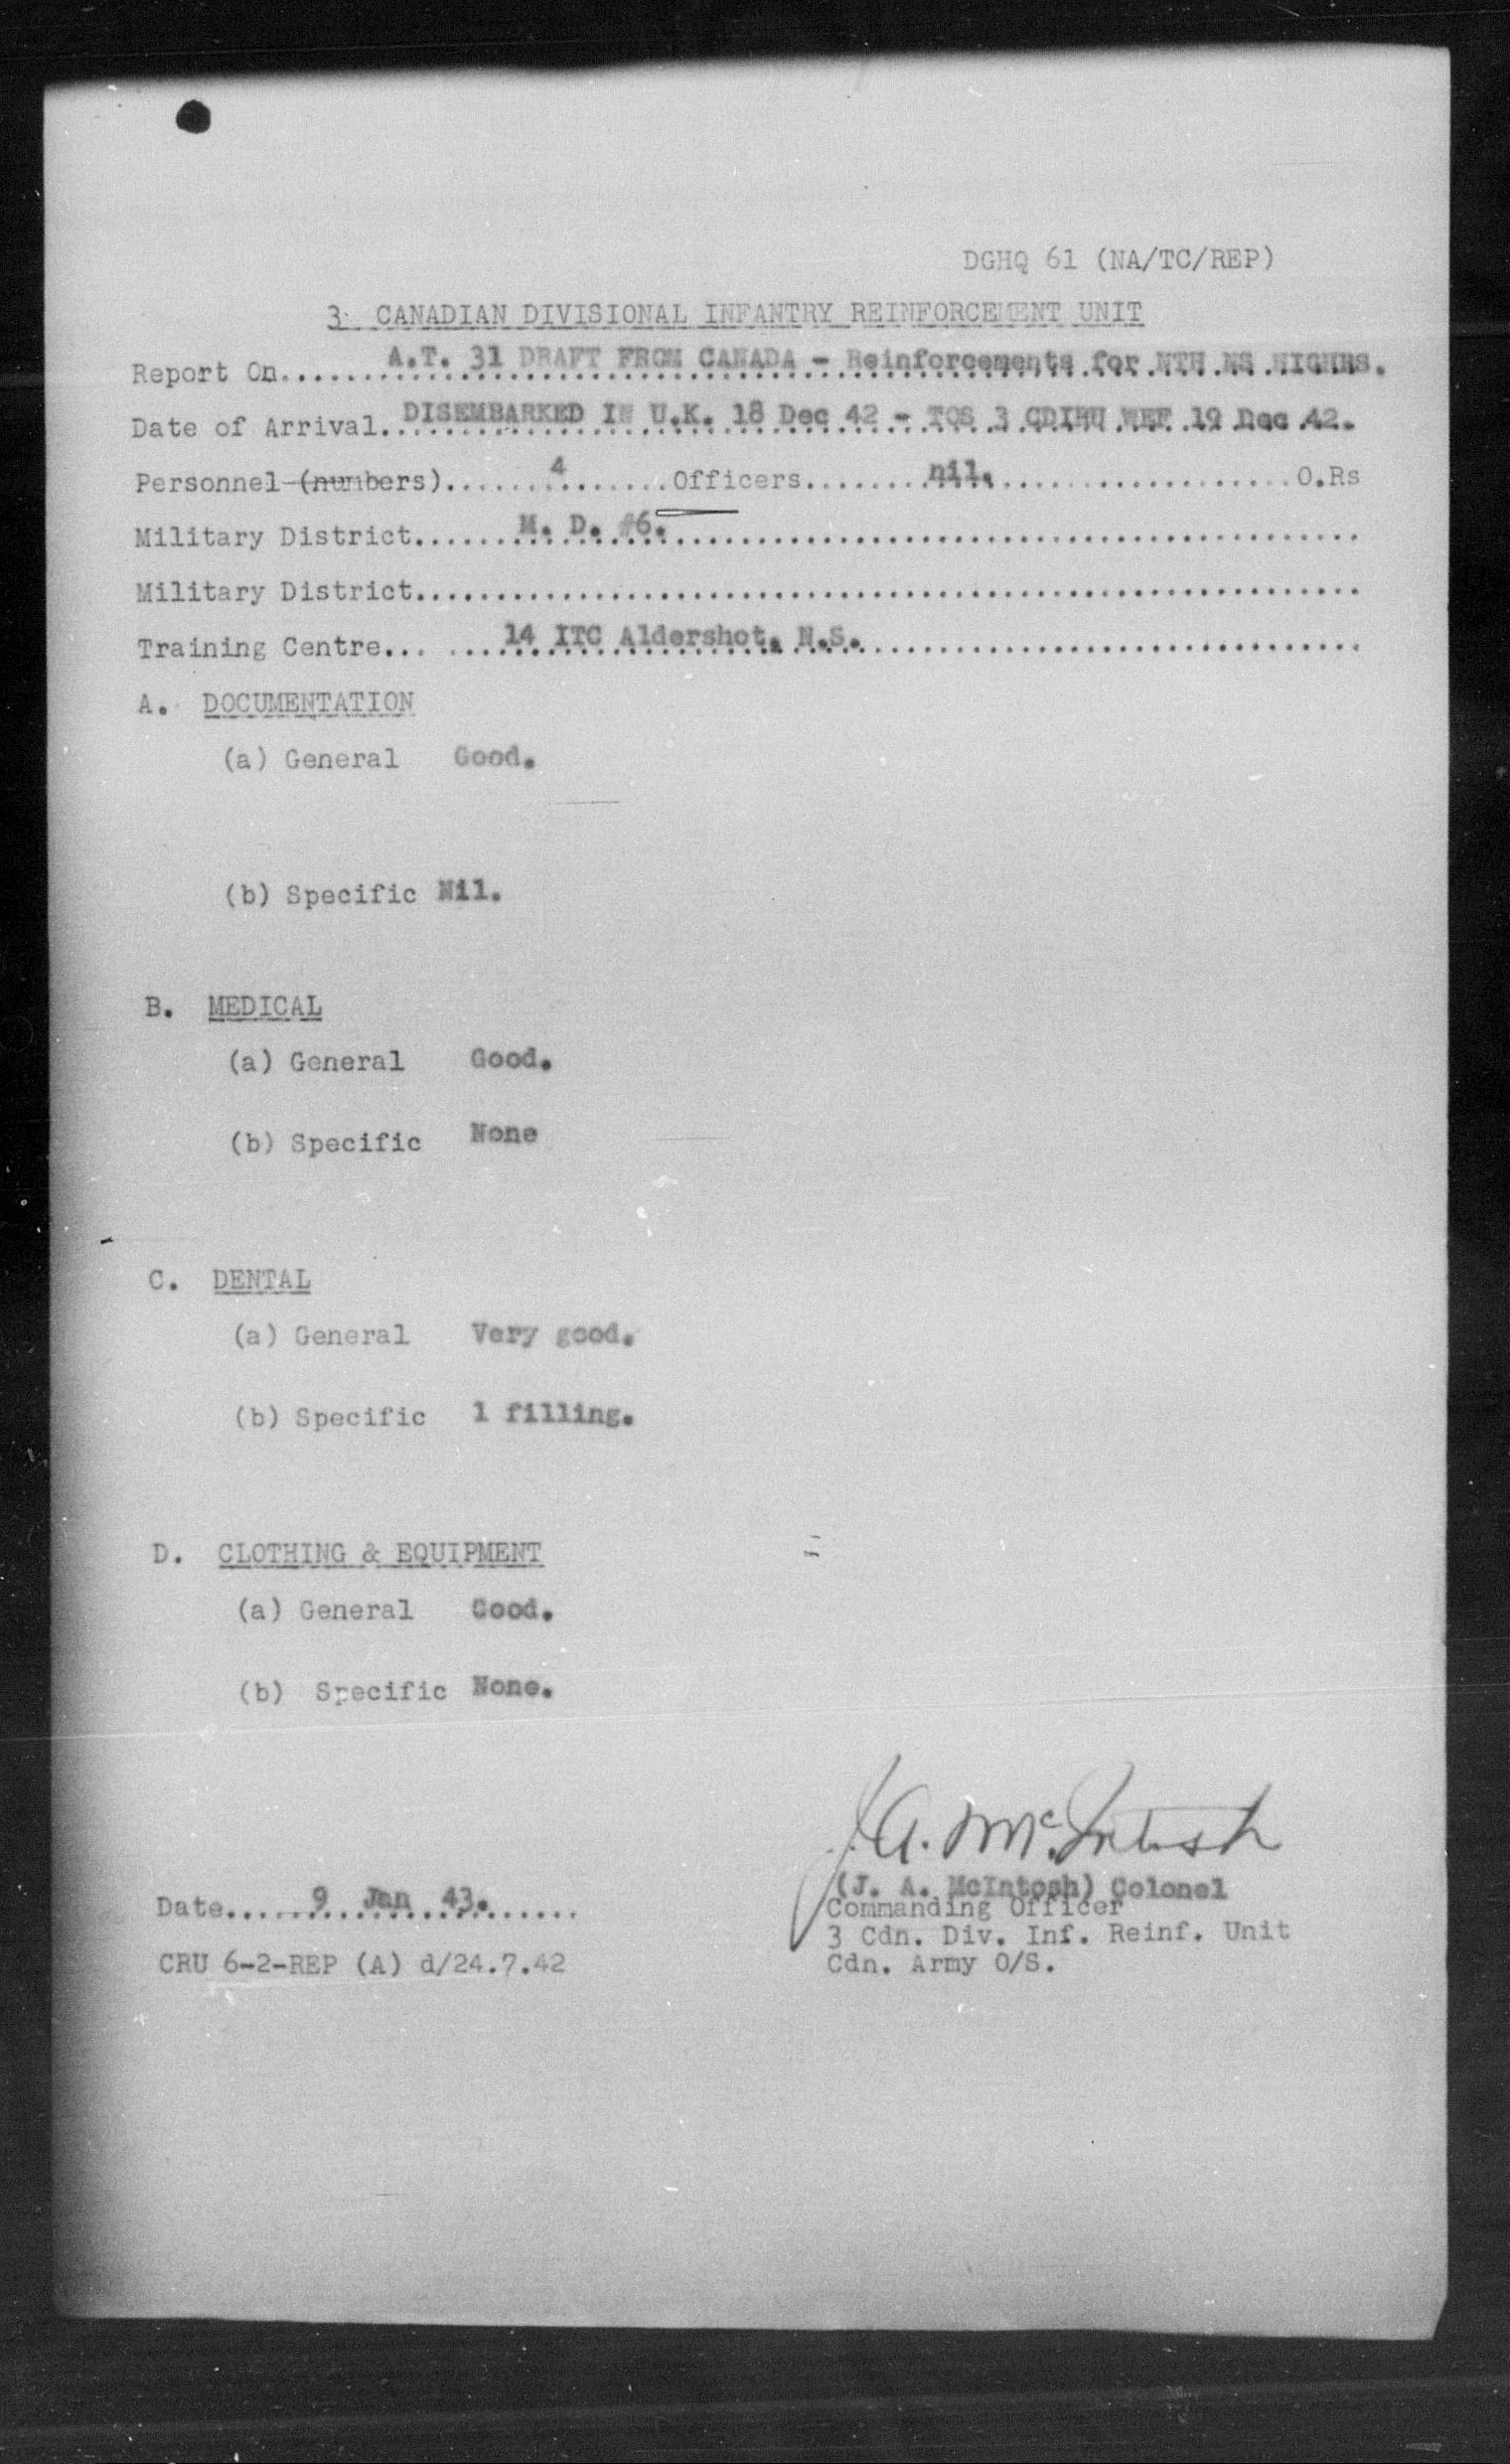 DGHQ 61 (NA/TC/REP)
3. CANADIAN DIVISIONAL INFANTRY REINFORCEMENT UNIT
Report On....A.T. 31 DRAFT FROM CANADA - Reinforcements for NTH NS HIGHRS.
Date of Arrival..DISEMBARKED IN U.K. 18 Dec 42 - TOS 3 CDIRU WEF 19 Dec 42.
Personnel (numbers).......4.......Officers........nil.....................O.Rs
Military District.......M. D. #6...........................................
Military District..........................................................
Training Centre... ....14 ITC Aldershot, N.S................................
A. DOCUMENTATION
(a) General Good.
(b) Specific Nil.
B. MEDICAL
(a) General Good.
(b) Specific None
C. DENTAL
(a) General Very good.
(b) Specific 1 filling.
D. CLOTHING & EQUIPMENT
(a) General Good.
(b) Specific None.
J.A. McIntosh
(J. A. McIntosh) Colonel
Date......9 Jan 43.......
Commanding Officer
3 Cdn. Div. Inf. Reinf. Unit
CRU 6-2-REP (A) d/24.7.42
Cdn. Army O/S.